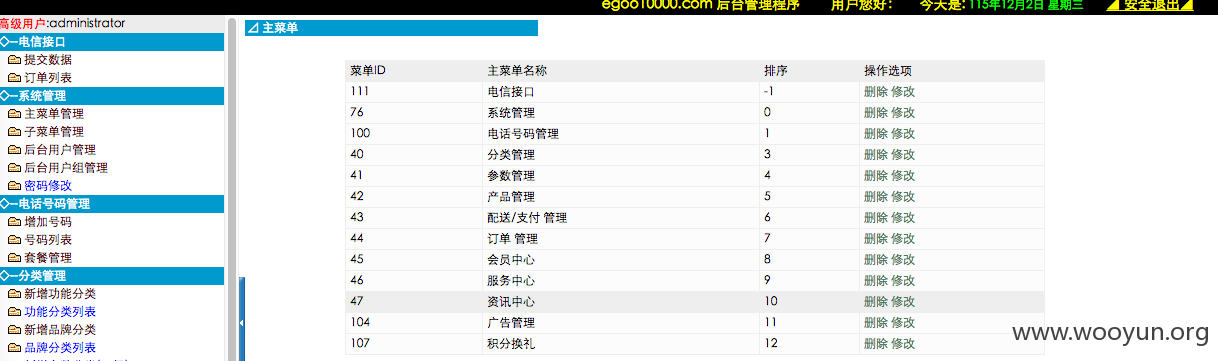 egoo10000.com 后台管理程序 用户您好: 今天是: 115年12月2日 星期三 安全退出
高级用户:administrator
◇--电信接口
提交数据
订单列表
◇--系统管理
主菜单管理
子菜单管理
后台用户管理
后台用户组管理
密码修改
◇--电话号码管理
增加号码
号码列表
套餐管理
◇--分类管理
新增功能分类
功能分类列表
新增品牌分类
品牌分类列表
主菜单
菜单ID 主菜单名称 排序 操作选项
111 电信接口 -1 删除 修改
76 系统管理 0 删除 修改
100 电话号码管理 1 删除 修改
40 分类管理 3 删除 修改
41 参数管理 4 删除 修改
42 产品管理 5 删除 修改
43 配送/支付 管理 6 删除 修改
44 订单 管理 7 删除 修改
45 会员中心 8 删除 修改
46 服务中心 9 删除 修改
47 资讯中心 10 删除 修改
104 广告管理 11 删除 修改
107 积分换礼 12 删除 修改
www.wooyun.org